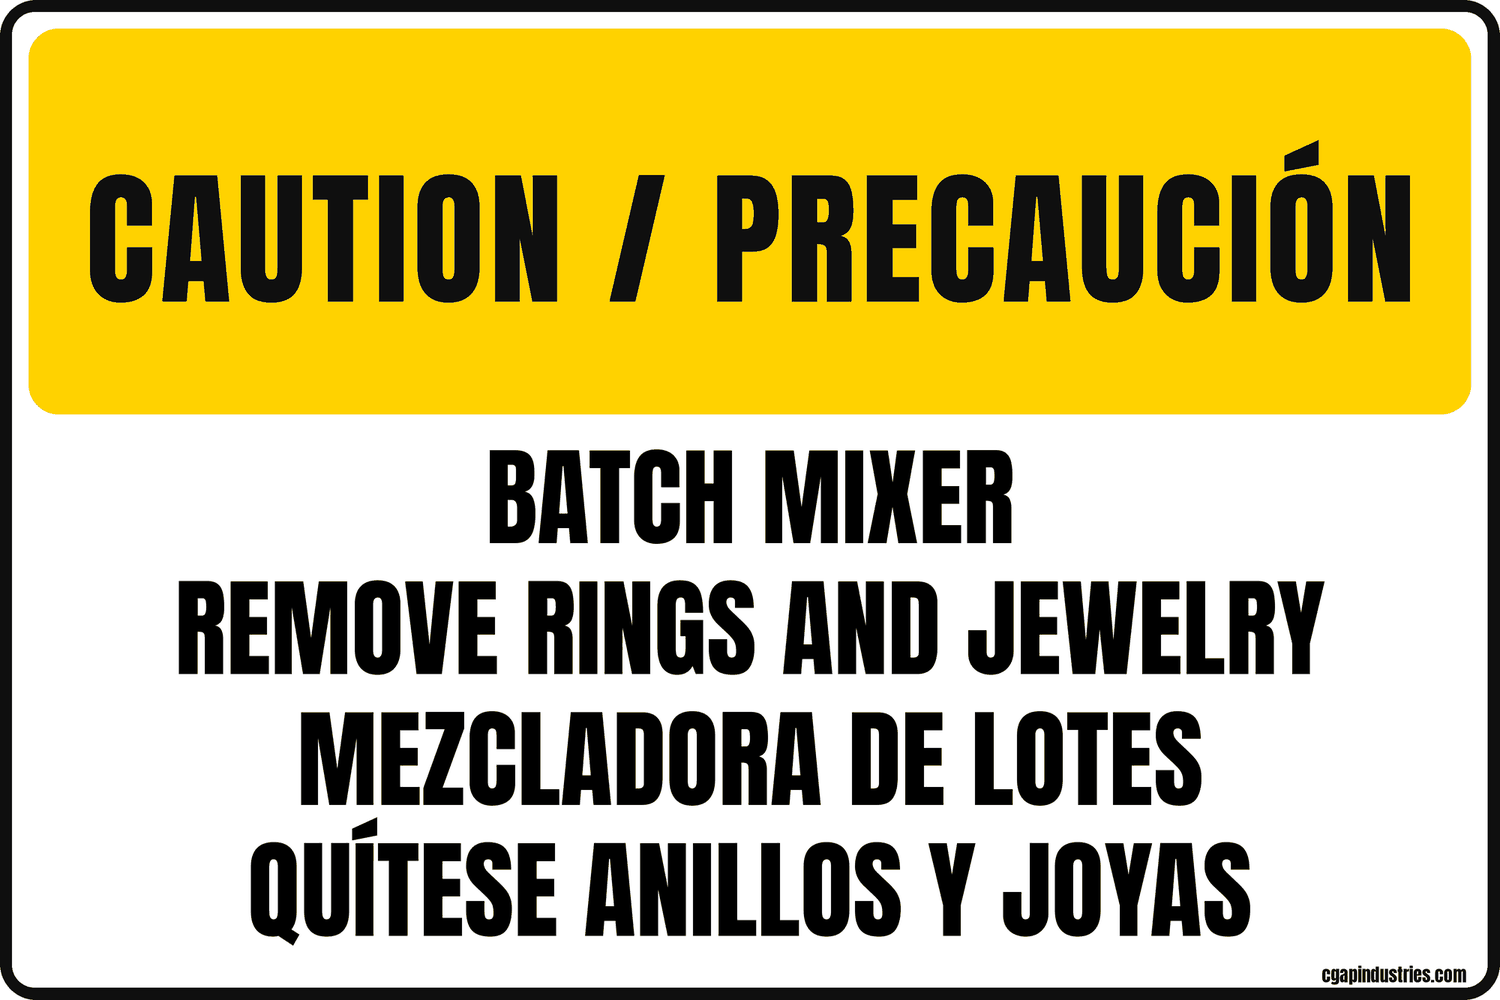 CAUTION / PRECAUCIÓN
BATCH MIXER
REMOVE RINGS AND JEWELRY
MEZCLADORA DE LOTES
QUÍTESE ANILLOS Y JOYAS
cgapindustries.com